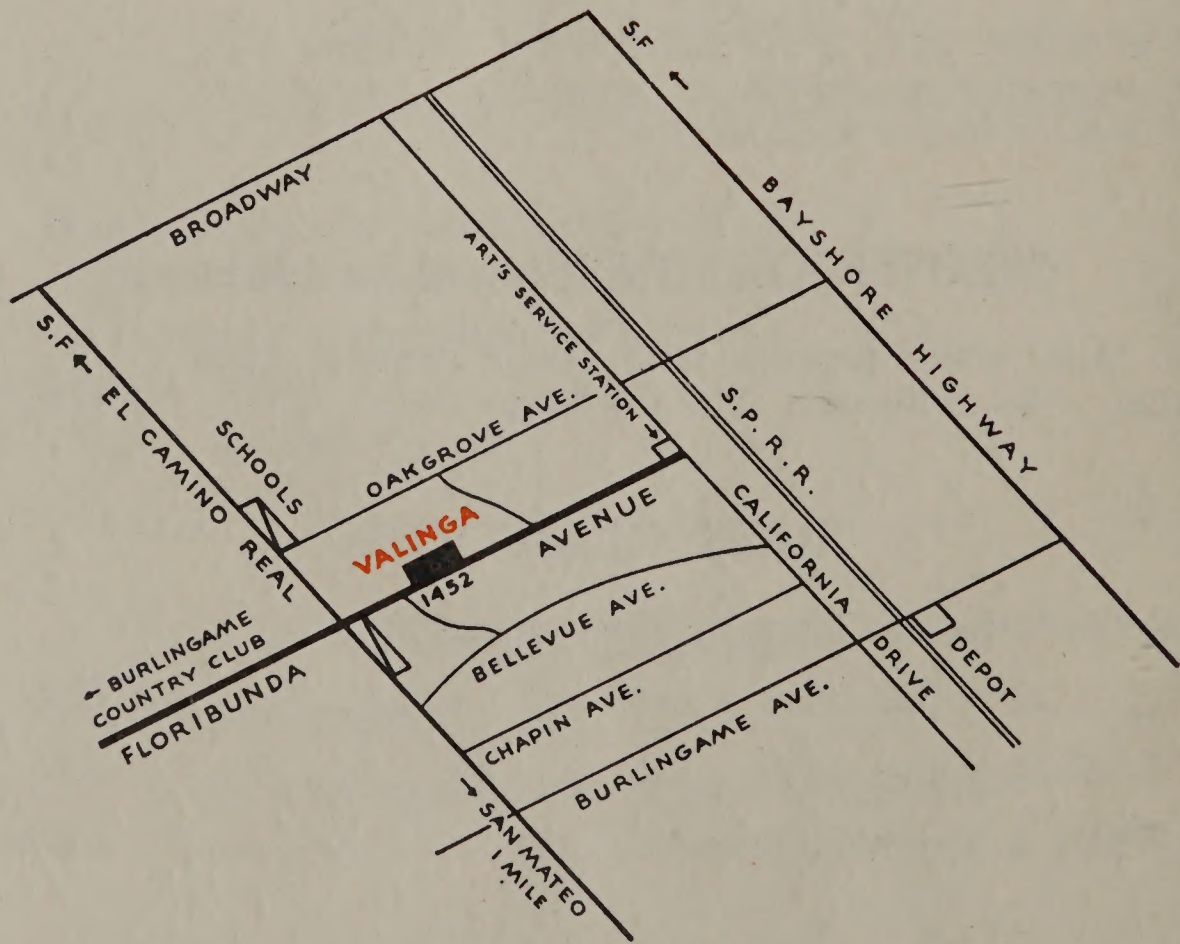 S.F ←
BAYSHORE HIGHWAY
BROADWAY
ART'S SERVICE STATION →
S.F ←
EL CAMINO REAL
SCHOOLS
OAKGROVE AVE.
S. P. R. R.
VALINGA
1452
AVENUE
CALIFORNIA DRIVE
← BURLINGAME
COUNTRY CLUB
FLORIBUNDA
BELLEVUE AVE.
DEPOT
CHAPIN AVE.
BURLINGAME AVE.
→ SAN MATEO
1 MILE